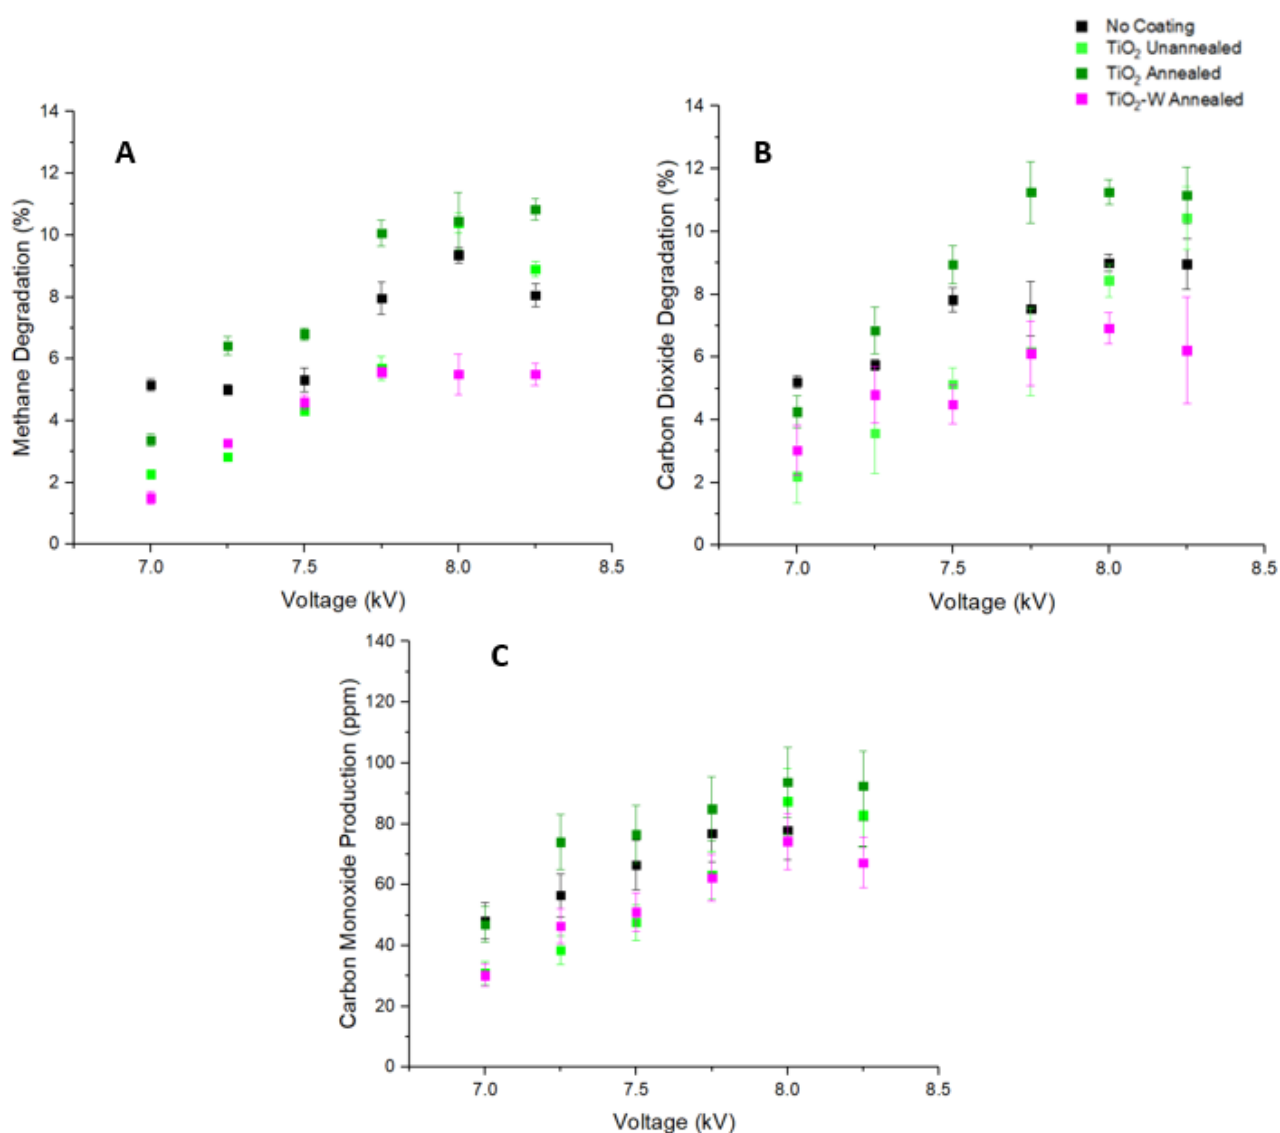 No Coating
TiO₂ Unannealed
TiO₂ Annealed
TiO₂-W Annealed
A
Methane Degradation (%)
14
12
10
8
6
4
2
0
7.0 7.5 8.0 8.5
Voltage (kV)
B
Carbon Dioxide Degradation (%)
14
12
10
8
6
4
2
0
7.0 7.5 8.0 8.5
Voltage (kV)
C
Carbon Monoxide Production (ppm)
140
120
100
80
60
40
20
0
7.0 7.5 8.0 8.5
Voltage (kV)